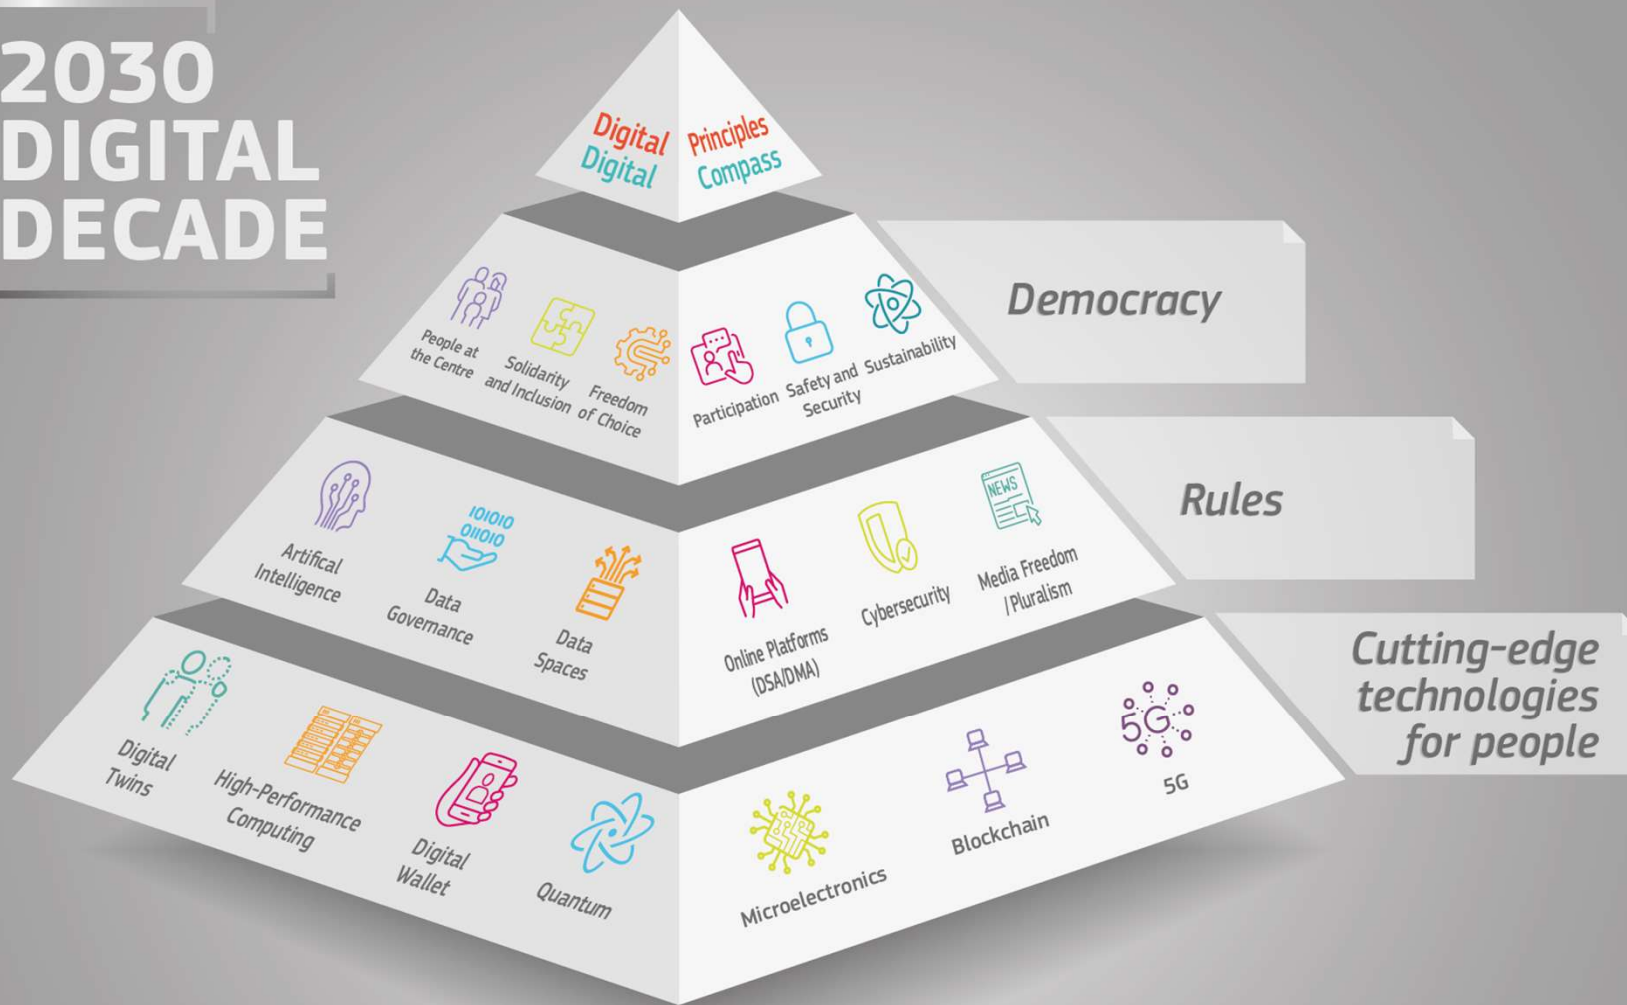 2030
DIGITAL
DECADE
Digital
Digital
Principles
Compass
People at
the Centre
Solidarity
and Inclusion
Freedom
of Choice
Participation
Safety and
Security
Sustainability
Democracy
Artifical
Intelligence
101010
011010
Data
Governance
Data
Spaces
Online Platforms
(DSA/DMA)
Cybersecurity
NEWS
Media Freedom
/ Pluralism
Rules
Digital
Twins
High-Performance
Computing
Digital
Wallet
Quantum
Microelectronics
Blockchain
5G
5G
Cutting-edge
technologies
for people